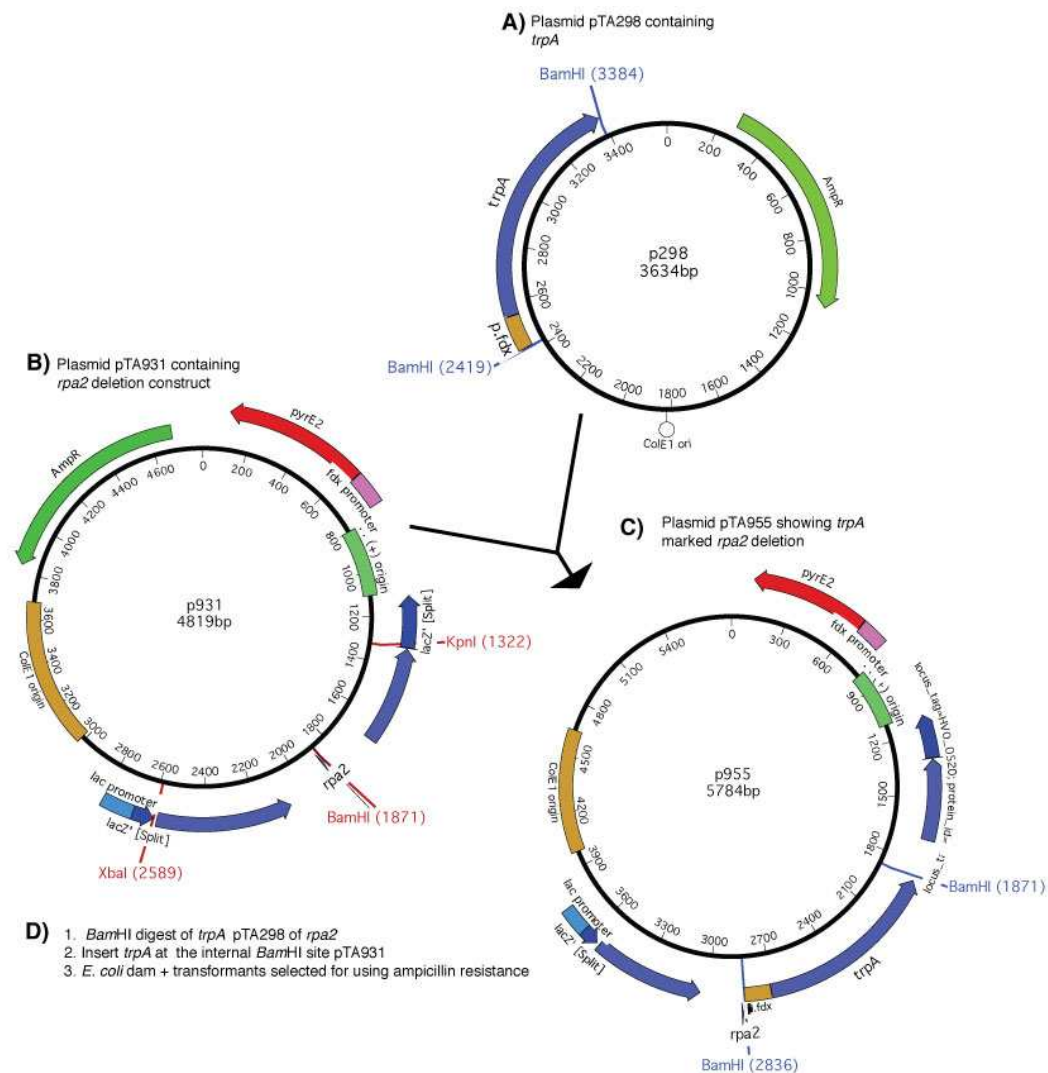 A) Plasmid pTA298 containing
trpA
BamHI (3384)
AmpR
trpA
p.fdx
0
200
400
600
800
1000
1200
1400
1600
1800
2000
2200
2400
2600
2800
3000
3200
3400
p298
3634bp
BamHI (2419)
ColE1 ori
B) Plasmid pTA931 containing
rpa2 deletion construct
pyrE2
fdx promoter
(+) origin
AmpR
0
200
400
600
800
1000
1200
1400
1600
1800
2000
2200
2400
2600
2800
3000
3200
3400
3600
3800
4000
4200
4400
4600
p931
4819bp
lacZ' [Split]
KpnI (1322)
rpa2
BamHI (1871)
ColE1 origin
lac promoter
lacZ' [Split]
XbaI (2589)
C) Plasmid pTA955 showing trpA
marked rpa2 deletion
pyrE2
fdx promoter
(+) origin
0
300
600
900
1200
1500
1800
2100
2400
2700
3000
3300
3600
3900
4200
4500
4800
5100
5400
p955
5784bp
locus_tag=HVO_0520; protein_id=
BamHI (1871)
trpA
ColE1 origin
lac promoter
lacZ' [Split]
rpa2
BamHI (2836)
D) 1. BamHI digest of trpA pTA298 of rpa2
2. Insert trpA at the internal BamHI site pTA931
3. E. coli dam + transformants selected for using ampicillin resistance